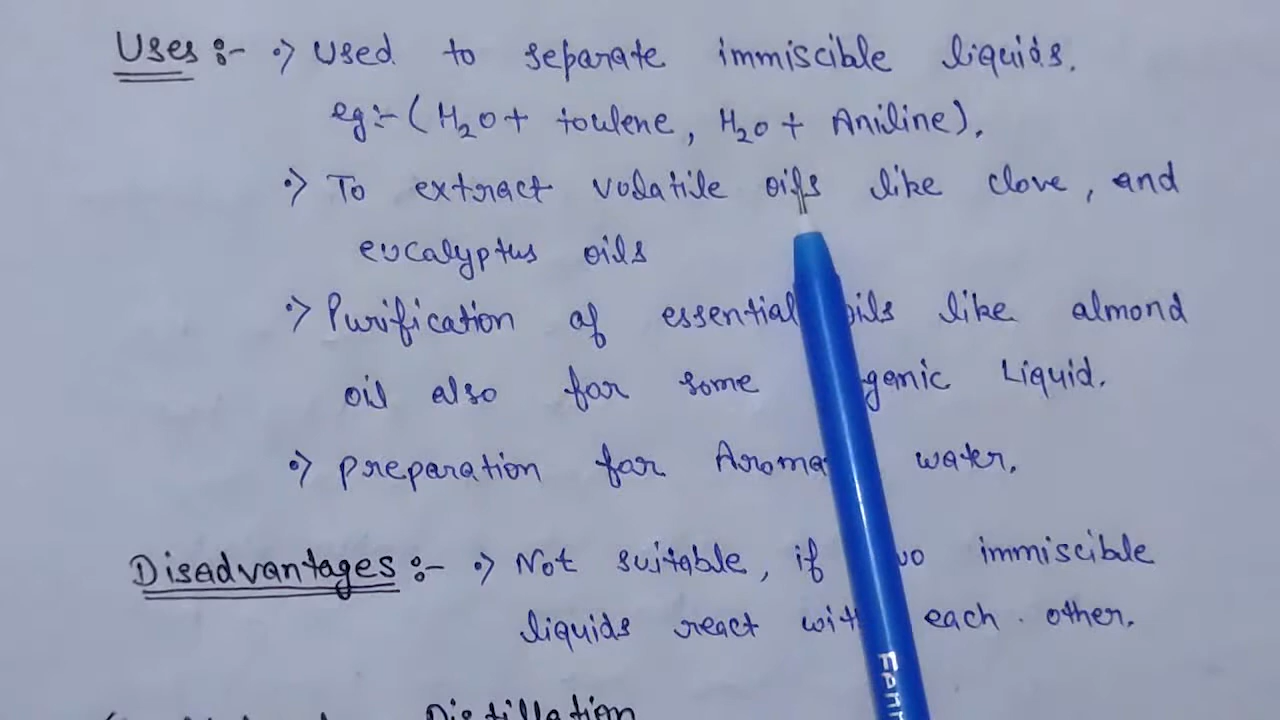 Uses :- :) Used to separate immiscible liquids.
eg:- (H₂O + toulene, H₂O + Aniline).
:) To extract volatile oils like clove, and
eucalyptus oils
:) Purification of essential oils like almond
oil also for some liquid.
:) preparation for water.
Disadvantages :- :) Not suitable, if immiscible
liquids react with each other.
Distillation